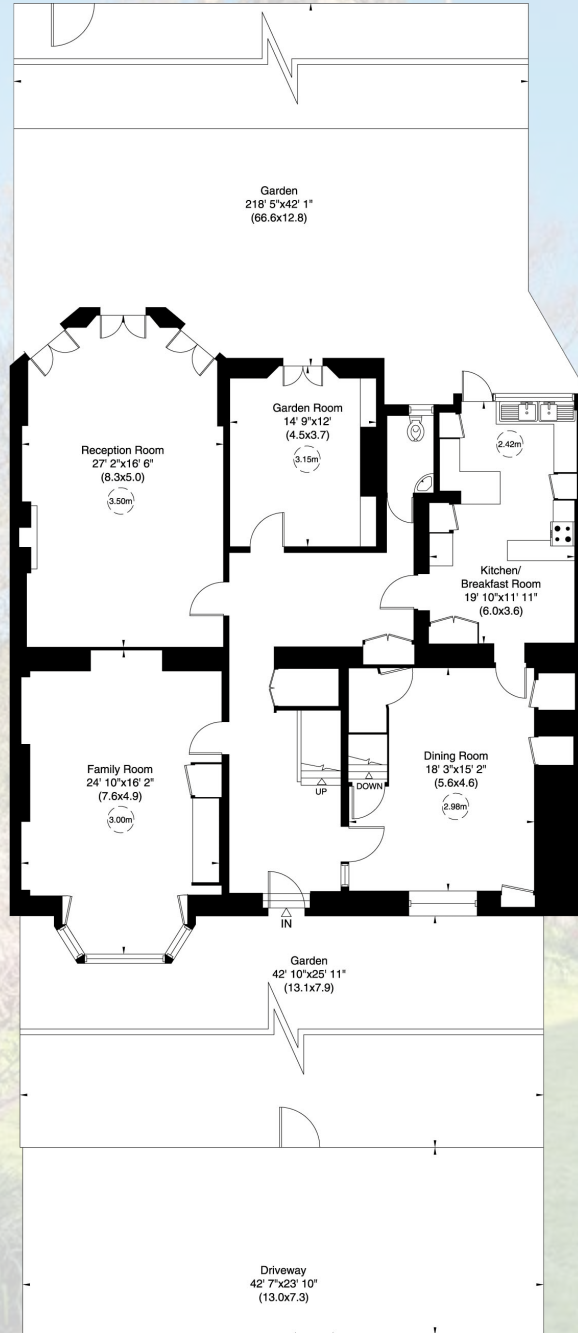 Garden
218' 5"x42' 1"
(66.6x12.8)
Garden Room
14' 9"x12'
(4.5x3.7)
3.15m
2.42m
Reception Room
27' 2"x16' 6"
(8.3x5.0)
3.50m
Kitchen/
Breakfast Room
19' 10"x11' 11"
(6.0x3.6)
Family Room
24' 10"x16' 2"
(7.6x4.9)
3.00m
UP
DOWN
Dining Room
18' 3"x15' 2"
(5.6x4.6)
2.98m
IN
Garden
42' 10"x25' 11"
(13.1x7.9)
Driveway
42' 7"x23' 10"
(13.0x7.3)